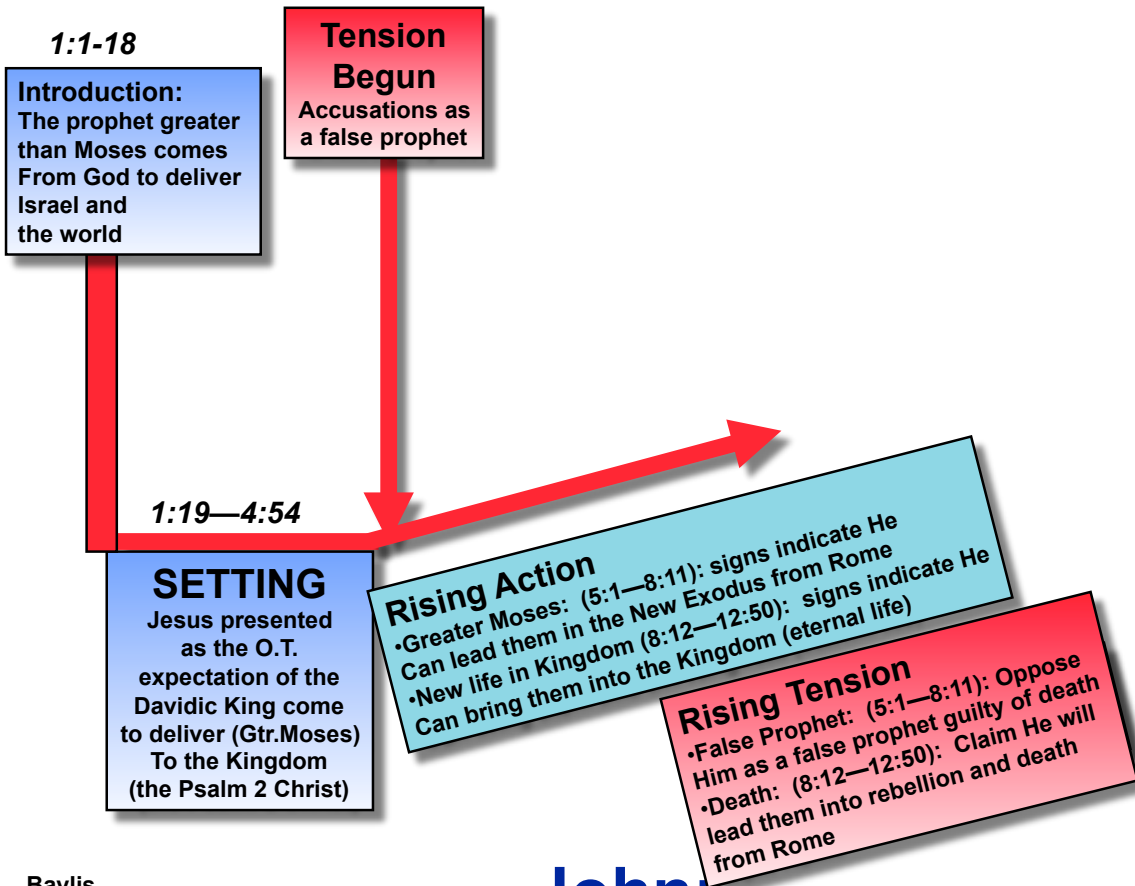 1:1-18
Introduction:
The prophet greater
than Moses comes
From God to deliver
Israel and
the world
Tension
Begun
Accusations as
a false prophet
1:19—4:54
SETTING
Jesus presented
as the O.T.
expectation of the
Davidic King come
to deliver (Gtr.Moses)
To the Kingdom
(the Psalm 2 Christ)
Rising Action
•Greater Moses: (5:1—8:11): signs indicate He
Can lead them in the New Exodus from Rome
•New life in Kingdom (8:12—12:50): signs indicate He
Can bring them into the Kingdom (eternal life)
Rising Tension
•False Prophet: (5:1—8:11): Oppose
Him as a false prophet guilty of death
•Death: (8:12—12:50): Claim He will
lead them into rebellion and death
from Rome